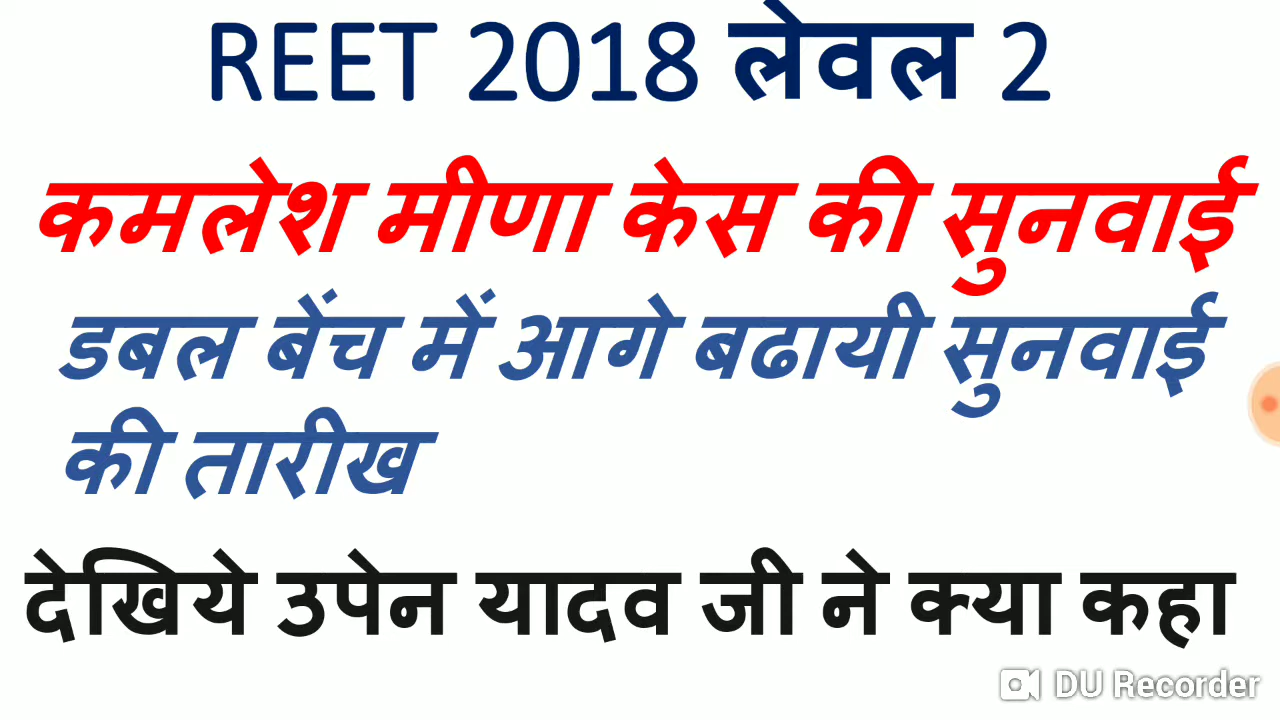 REET 2018 लेवल 2
कमलेश मीणा केस की सुनवाई
डबल बेंच में आगे बढायी सुनवाई
की तारीख
देखिये उपेन यादव जी ने क्या कहा
DU Recorder